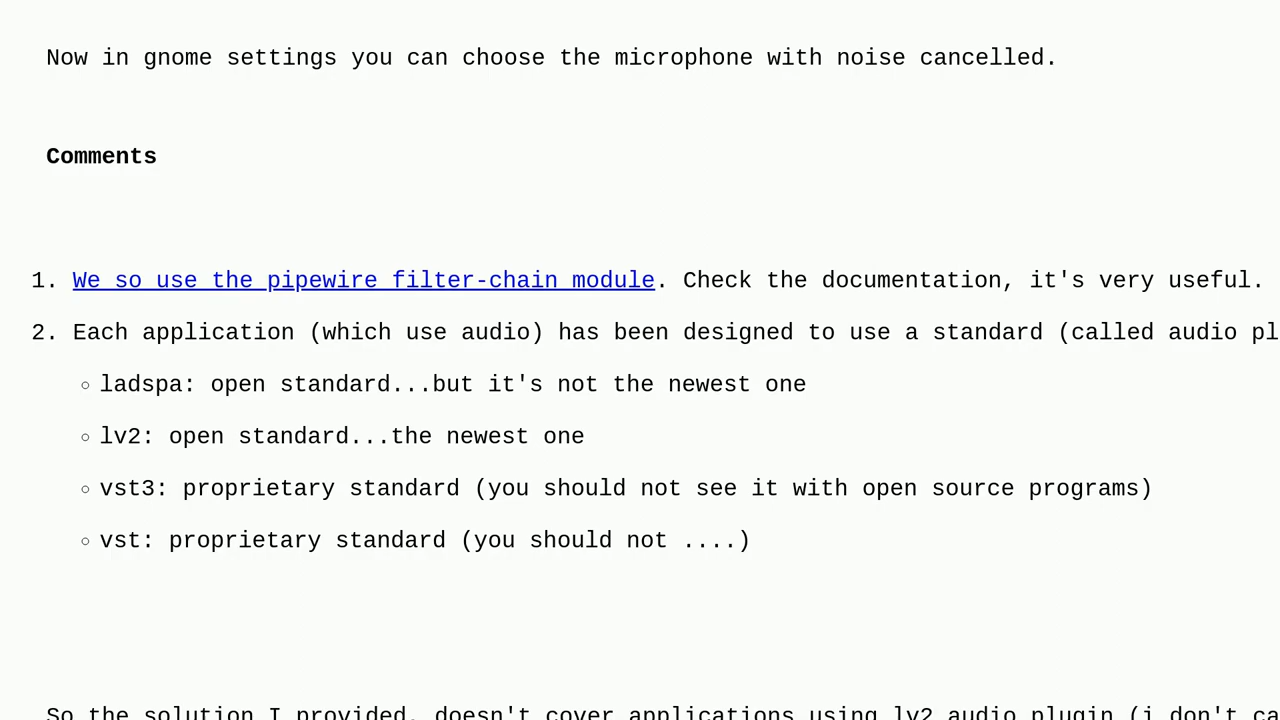 Now in gnome settings you can choose the microphone with noise cancelled.
Comments
1. We so use the pipewire filter-chain module. Check the documentation, it's very useful.
2. Each application (which use audio) has been designed to use a standard (called audio pl
○ ladspa: open standard...but it's not the newest one
○ lv2: open standard...the newest one
○ vst3: proprietary standard (you should not see it with open source programs)
○ vst: proprietary standard (you should not ....)
So the solution I provided, doesn't cover applications using lv2 audio plugin (i don't ca